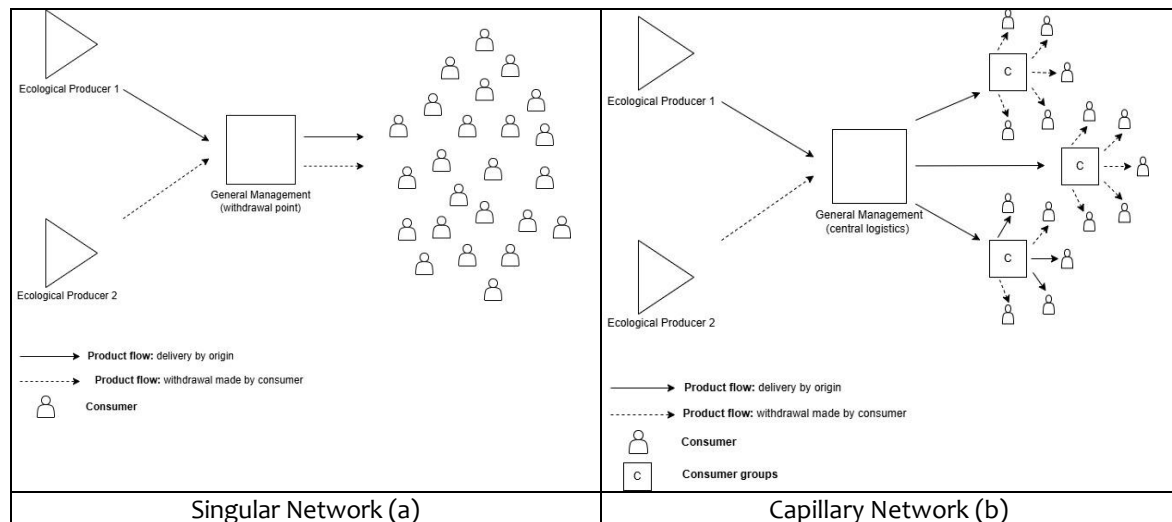 Ecological Producer 1
General Management
(withdrawal point)
Ecological Producer 2
Product flow: delivery by origin
Product flow: withdrawal made by consumer
Consumer
Singular Network (a)
C
Ecological Producer 1
C
General Management
(central logistics)
C
Ecological Producer 2
Product flow: delivery by origin
Product flow: withdrawal made by consumer
Consumer
C
Consumer groups
Capillary Network (b)